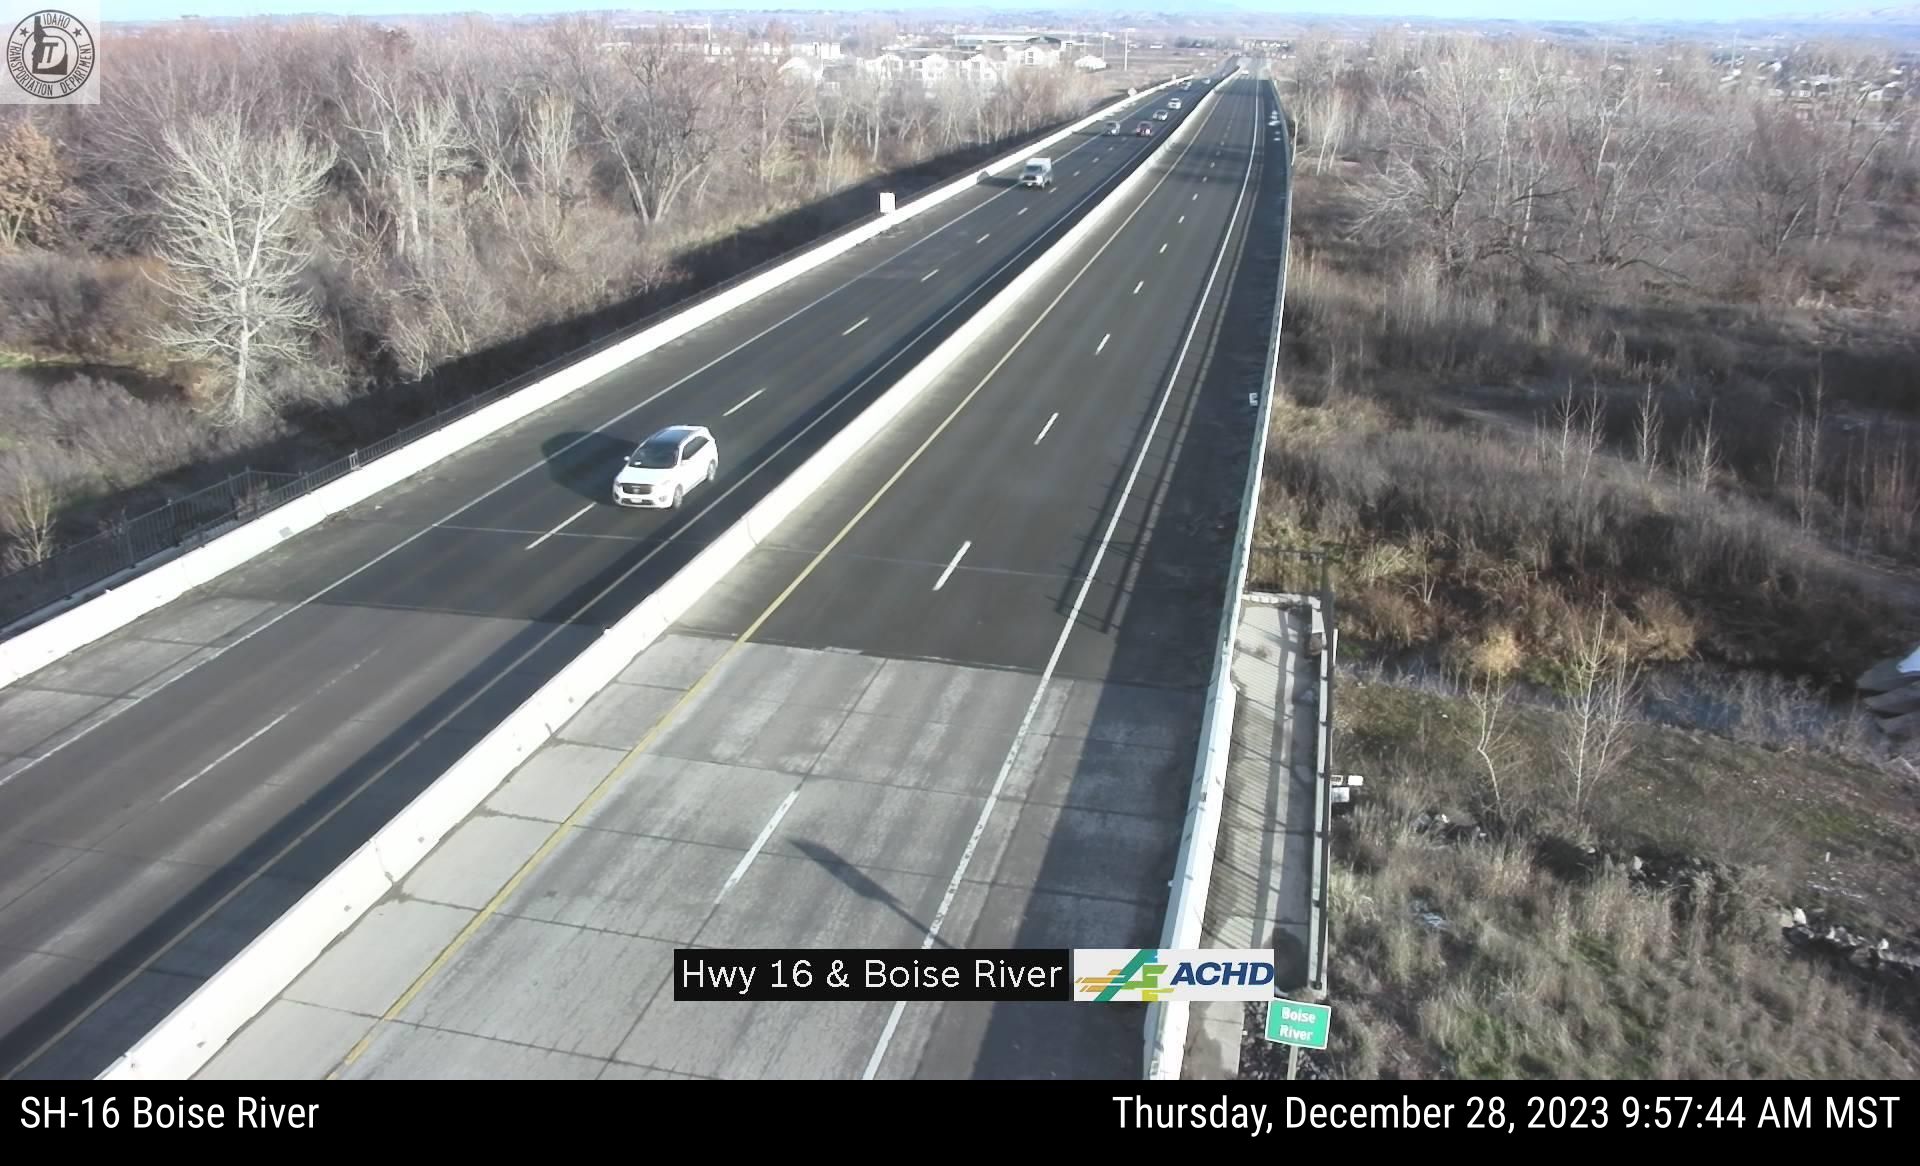 IDAHO
TRANSPORTATION DEPARTMENT
Hwy 16 & Boise River
ACHD
Boise
River
SH-16 Boise River
Thursday, December 28, 2023 9:57:44 AM MST